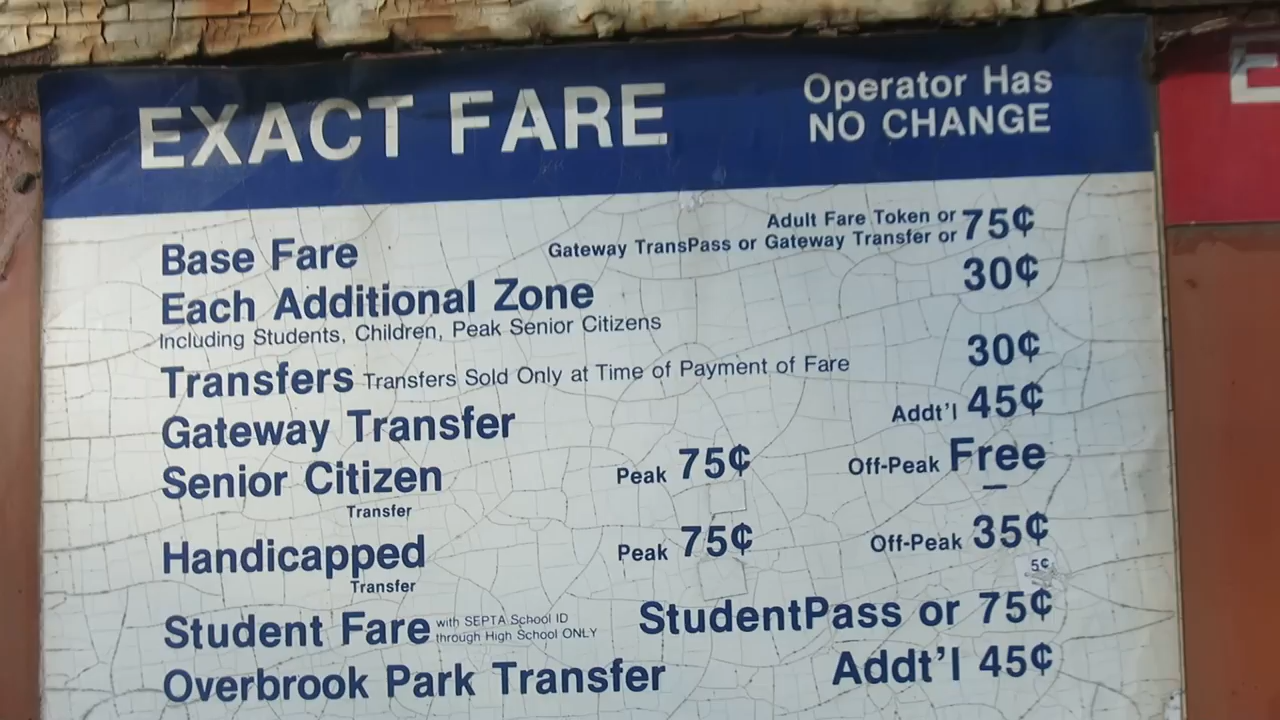 EXACT FARE
Operator Has
NO CHANGE
Base Fare
Adult Fare Token or
Gateway TransPass or Gateway Transfer or 75¢
Each Additional Zone 30¢
Including Students, Children, Peak Senior Citizens
Transfers Transfers Sold Only at Time of Payment of Fare 30¢
Gateway Transfer Addt'l 45¢
Senior Citizen Peak 75¢ Off-Peak Free
Transfer —
Handicapped Peak 75¢ Off-Peak 35¢
Transfer 5¢
Student Fare with SEPTA School ID
through High School ONLY StudentPass or 75¢
Overbrook Park Transfer Addt'l 45¢